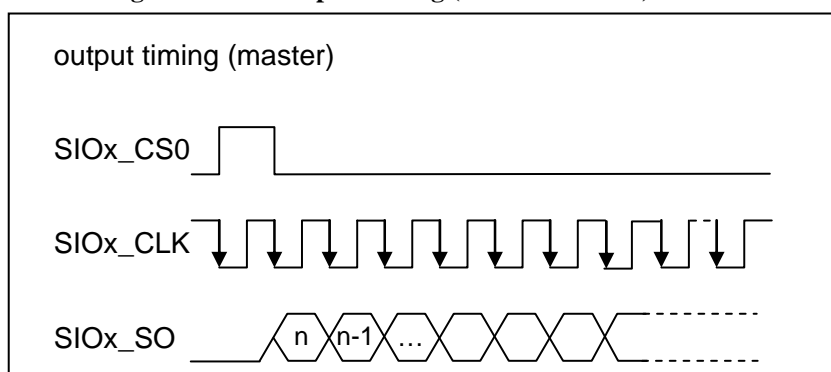 output timing (master)
SIOx_CS0
SIOx_CLK
SIOx_SO
n
n-1
...